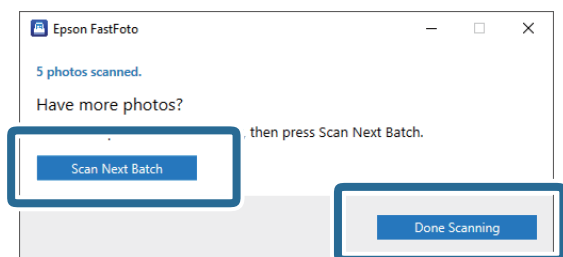 Epson FastFoto
5 photos scanned.
Have more photos?
, then press Scan Next Batch.
Scan Next Batch
Done Scanning